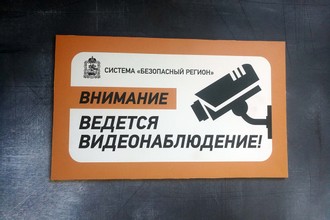 СИСТЕМА «БЕЗОПАСНЫЙ РЕГИОН»
ВНИМАНИЕ
ВЕДЕТСЯ
ВИДЕОНАБЛЮДЕНИЕ!